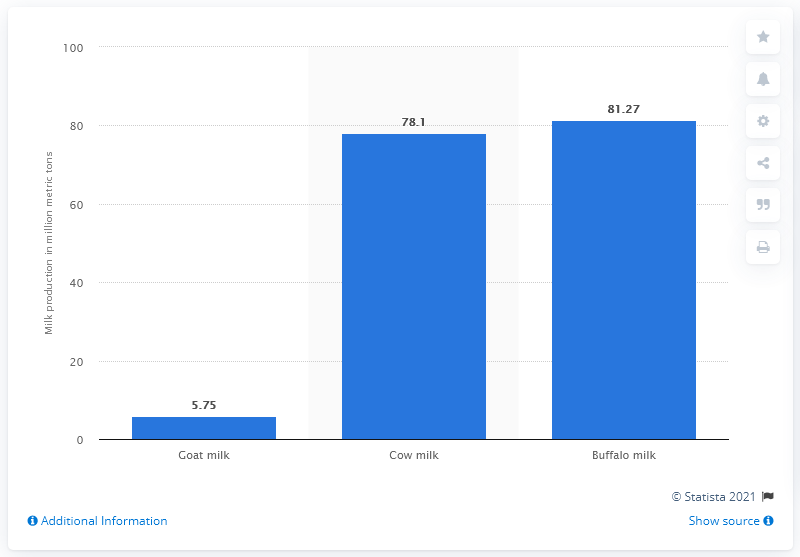 100
80
60
40
20
0
Milk production in million metric tons
5.75
78.1
81.27
Goat milk
Cow milk
Buffalo milk
© Statista 2021
Additional Information
Show source